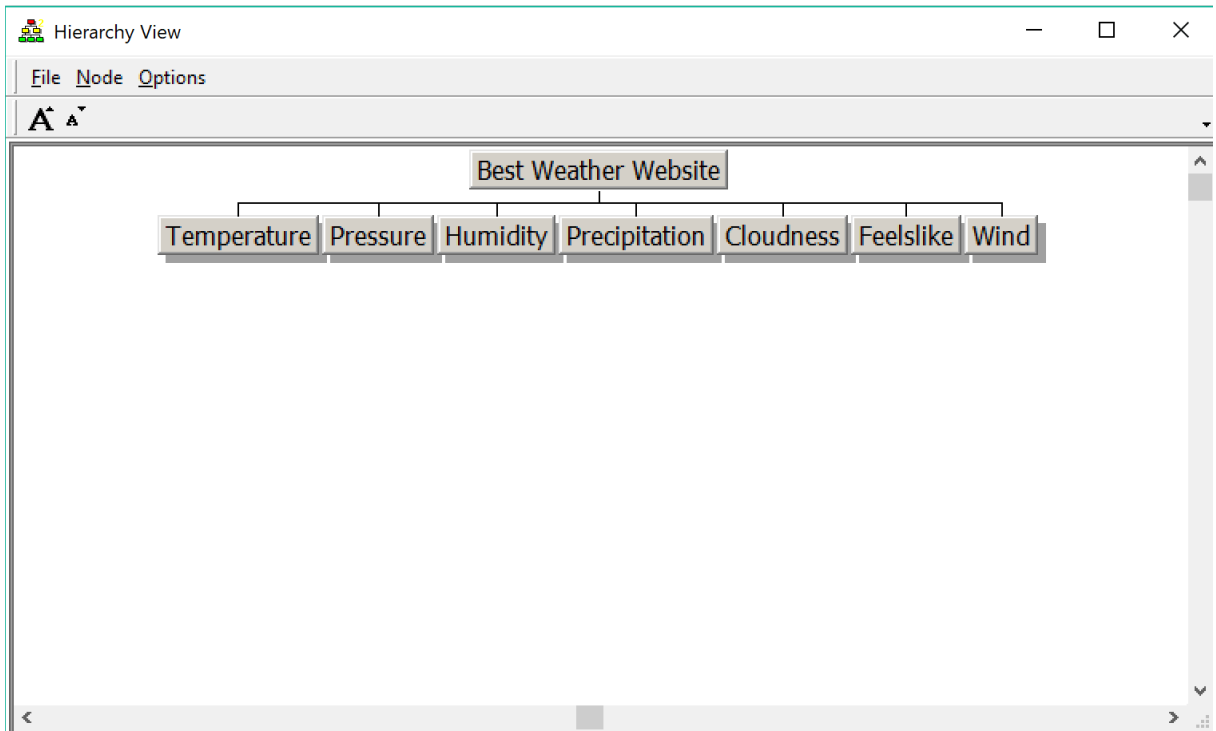 Hierarchy View
File Node Options
A A
Best Weather Website
Temperature Pressure Humidity Precipitation Cloudness Feelslike Wind